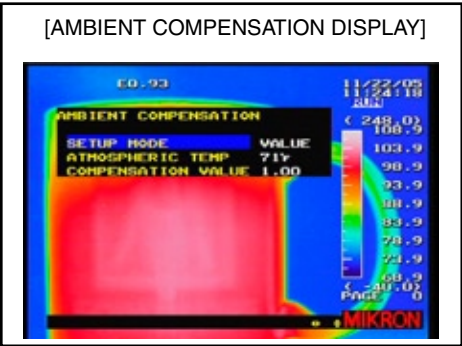 [AMBIENT COMPENSATION DISPLAY]
E0.93
11/22/05
11:24:18
RUN
AMBIENT COMPENSATION
SETUP MODE VALUE
ATMOSPHERIC TEMP 71°F
COMPENSATION VALUE 1.00
( 248.0)
108.9
103.9
98.9
93.9
88.9
83.9
78.9
73.9
68.9
( -40.0)
PAGE 0
MIKRON